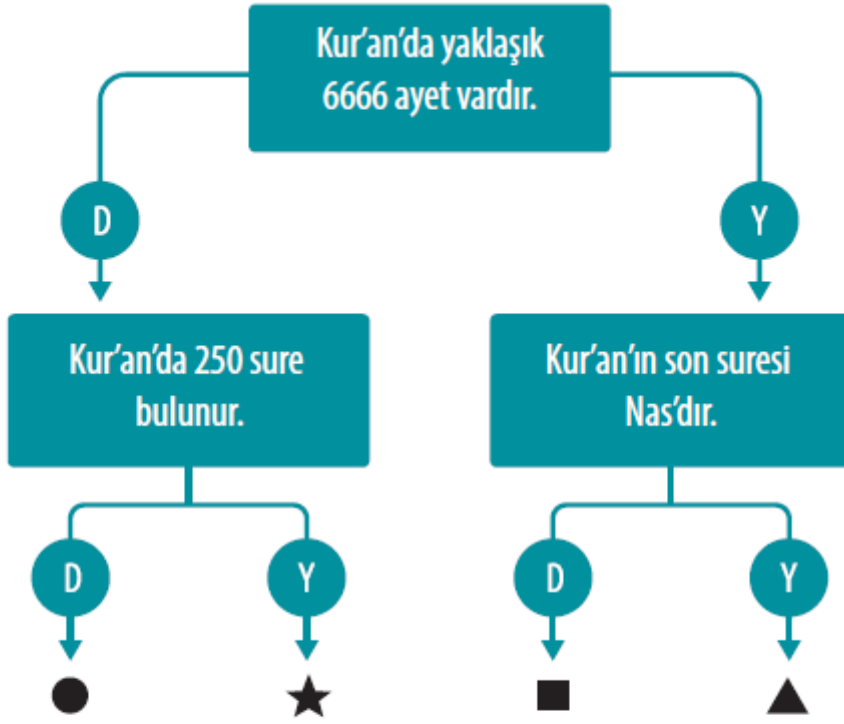 Kur'an'da yaklaşık
6666 ayet vardır.
D
Y
Kur'an'da 250 sure
bulunur.
Kur'an'ın son suresi
Nas'dır.
D
Y
D
Y